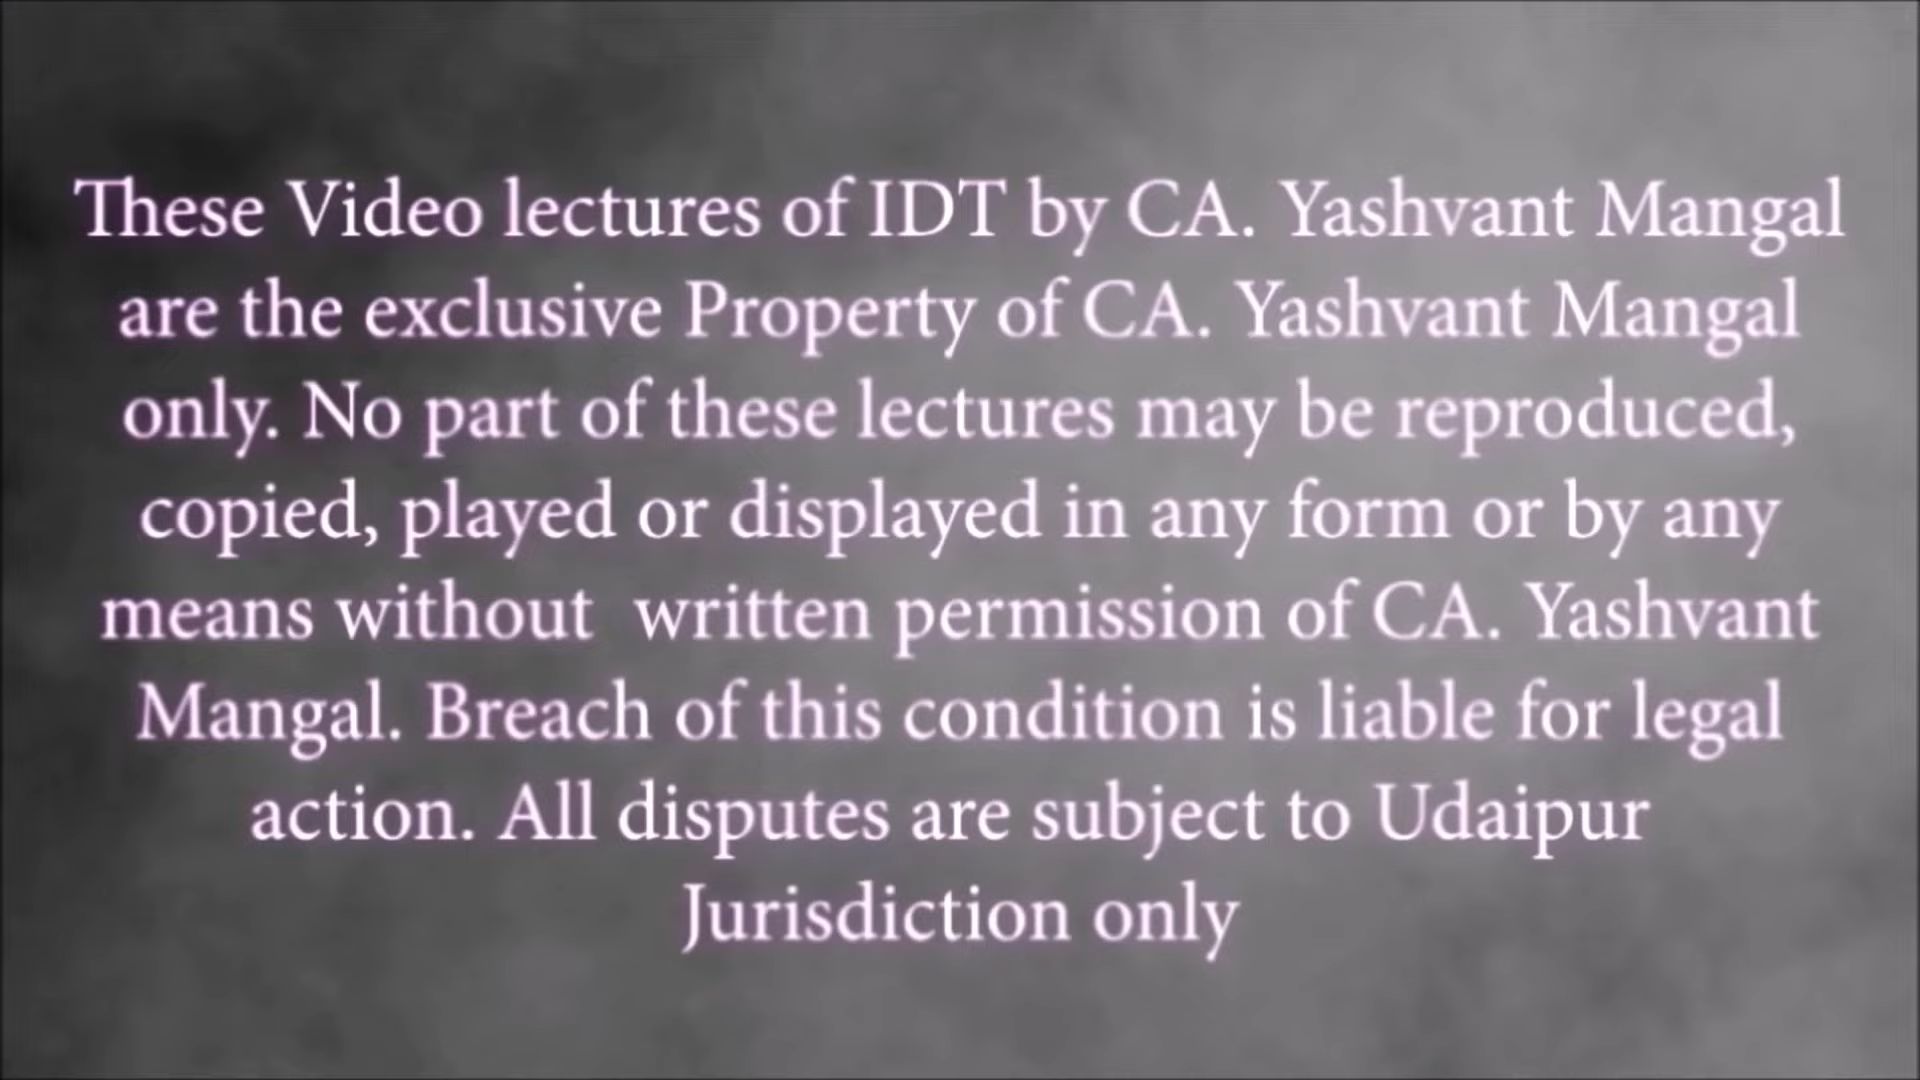 These Video lectures of IDT by CA. Yashvant Mangal
are the exclusive Property of CA. Yashvant Mangal
only. No part of these lectures may be reproduced,
copied, played or displayed in any form or by any
means without  written permission of CA. Yashvant
Mangal. Breach of this condition is liable for legal
action. All disputes are subject to Udaipur
Jurisdiction only